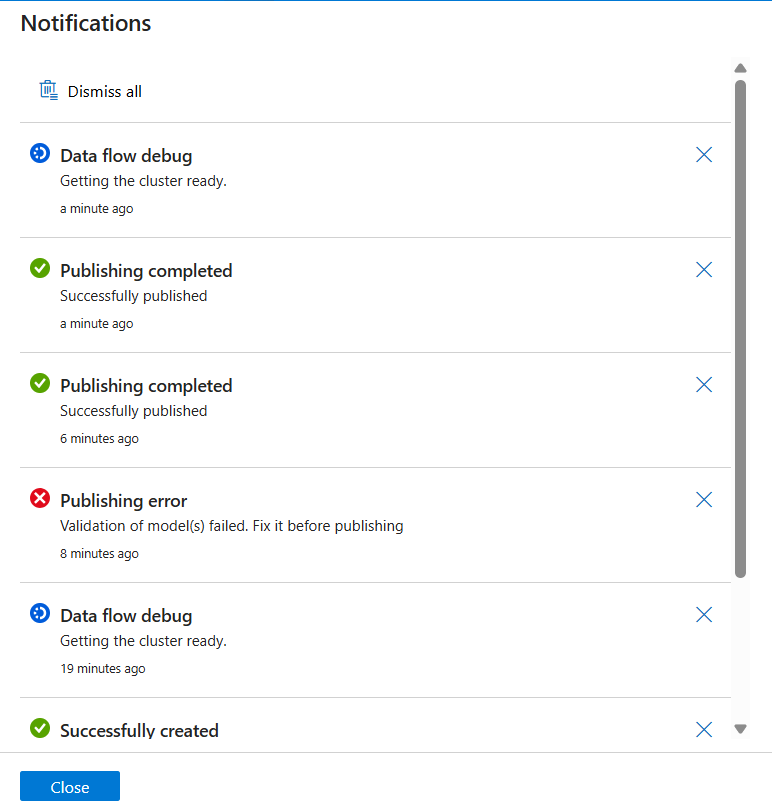 Notifications
Dismiss all
Data flow debug
Getting the cluster ready.
a minute ago
Publishing completed
Successfully published
a minute ago
Publishing completed
Successfully published
6 minutes ago
Publishing error
Validation of model(s) failed. Fix it before publishing
8 minutes ago
Data flow debug
Getting the cluster ready.
19 minutes ago
Successfully created
Close